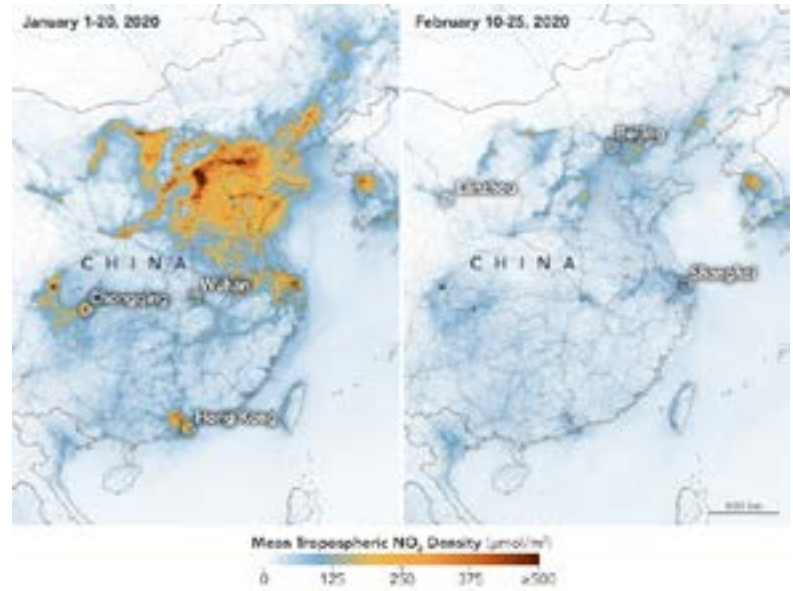 January 1-20, 2020
February 10-25, 2020
Beijing
Lanzhou
CHINA
CHINA
Wuhan
Chongqing
Shanghai
Hong Kong
Mean Tropospheric NO₂ Density (μmol/m²)
0 125 250 375 ≥500